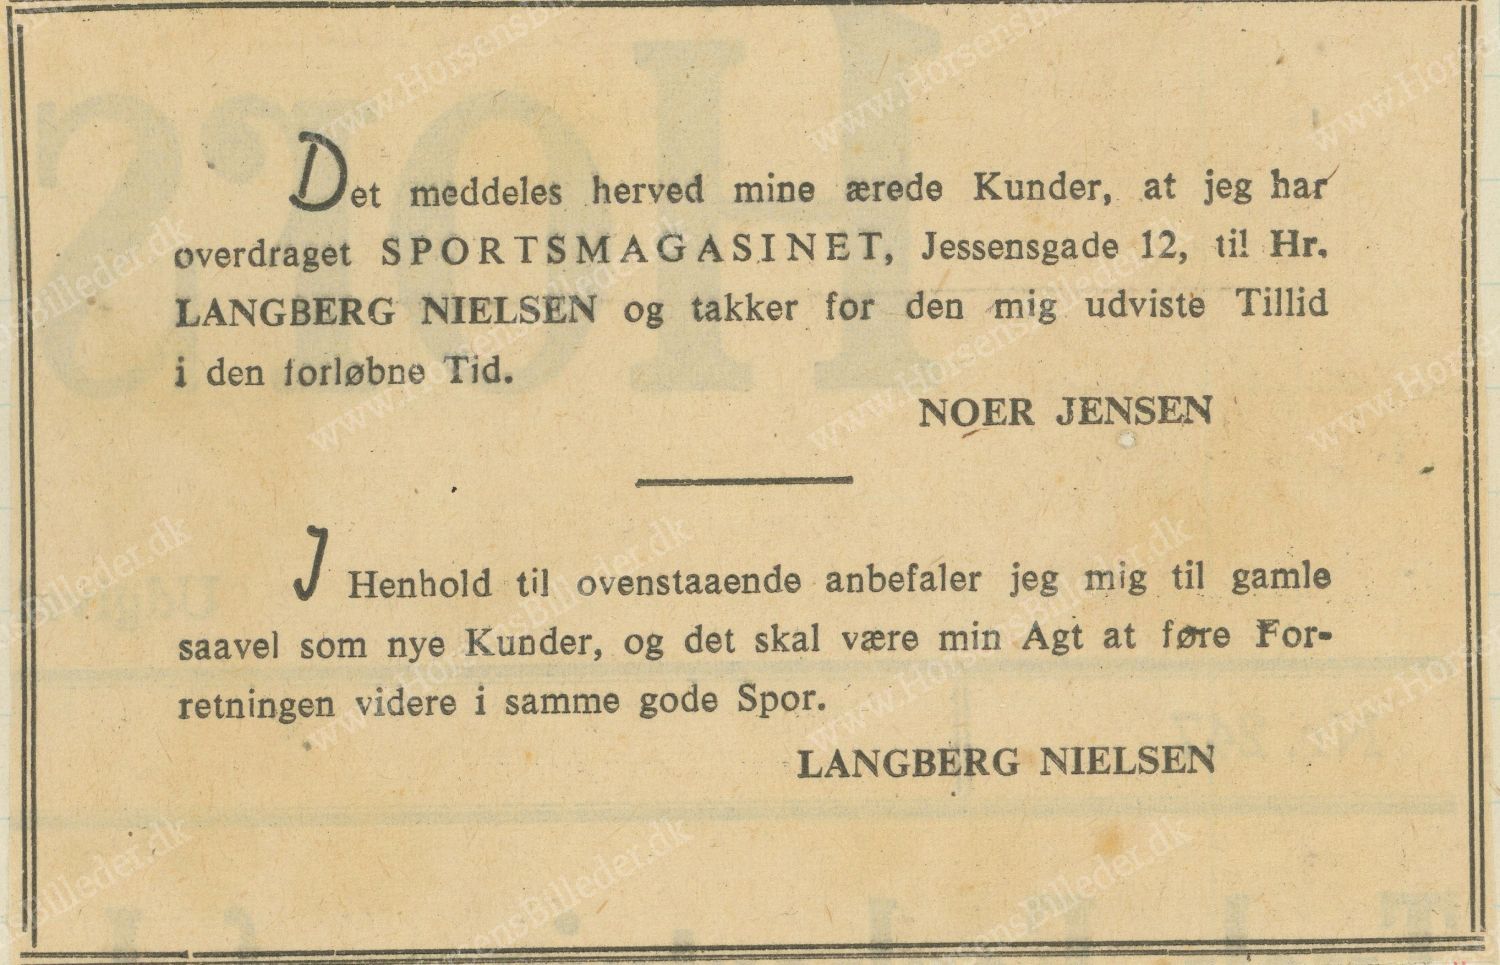 Det meddeles herved mine ærede Kunder, at jeg har
overdraget SPORTSMAGASINET, Jessensgade 12, til Hr.
LANGBERG NIELSEN og takker for den mig udviste Tillid
i den forløbne Tid.
NOER JENSEN
I Henhold til ovenstaaende anbefaler jeg mig til gamle
saavel som nye Kunder, og det skal være min Agt at føre For-
retningen videre i samme gode Spor.
LANGBERG NIELSEN
www.HorsensBilleder.dk